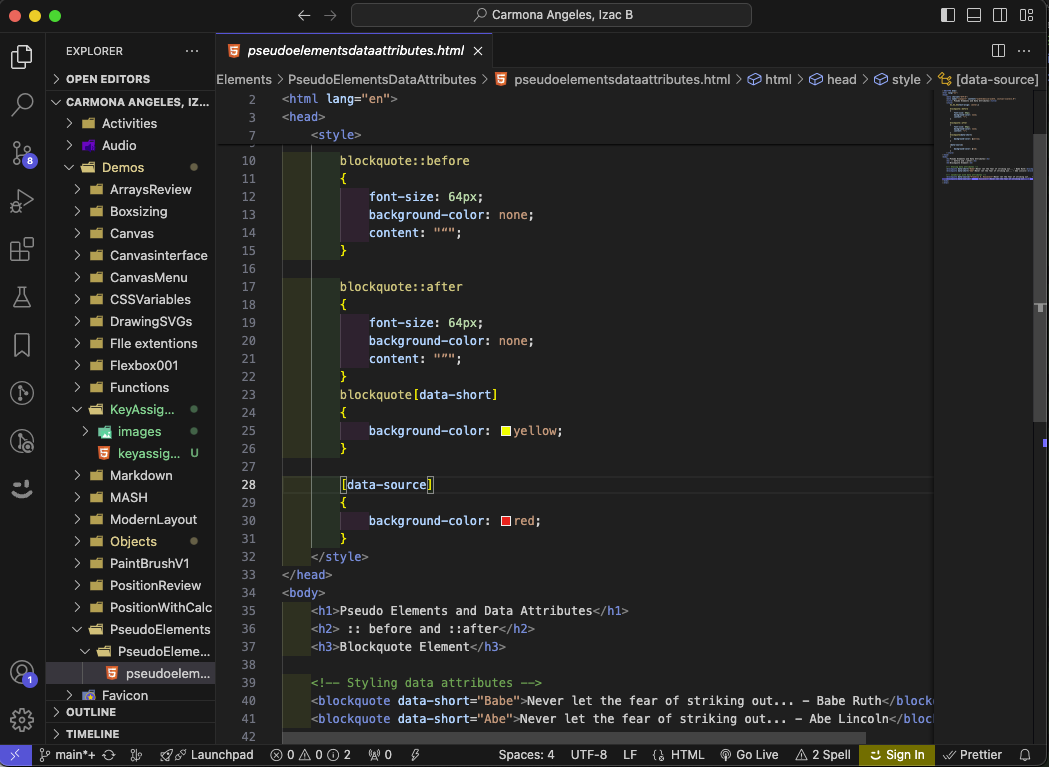 Carmona Angeles, Izac B
EXPLORER
pseudoelementsdataattributes.html
Elements > PseudoElementsDataAttributes > pseudoelementsdataattributes.html > html > head > style > [data-source]
OPEN EDITORS
CARMONA ANGELES, IZ...
Activities
Audio
Demos
ArraysReview
Boxsizing
Canvas
Canvasinterface
CanvasMenu
CSSVariables
DrawingSVGs
FIle extentions
Flexbox001
Functions
KeyAssig...
images
keyassig... U
Markdown
MASH
ModernLayout
Objects
PaintBrushV1
PositionReview
PositionWithCalc
PseudoElements
PseudoEleme...
pseudoelem...
Favicon
OUTLINE
TIMELINE
8
1
2 <html lang="en">
3 <head>
7 <style>
10 blockquote::before
11 {
12 font-size: 64px;
13 background-color: none;
14 content: "“";
15 }
16
17 blockquote::after
18 {
19 font-size: 64px;
20 background-color: none;
21 content: "”";
22 }
23 blockquote[data-short]
24 {
25 background-color: yellow;
26 }
27
28 [data-source]
29 {
30 background-color: red;
31 }
32 </style>
33 </head>
34 <body>
35 <h1>Pseudo Elements and Data Attributes</h1>
36 <h2> :: before and ::after</h2>
37 <h3>Blockquote Element</h3>
38
39 <!-- Styling data attributes -->
40 <blockquote data-short="Babe">Never let the fear of striking out... - Babe Ruth</block
41 <blockquote data-short="Abe">Never let the fear of striking out... - Abe Lincoln</bloc
42
main*+ Launchpad 0 0 2 0 Spaces: 4 UTF-8 LF {} HTML Go Live 2 Spell Sign In Prettier